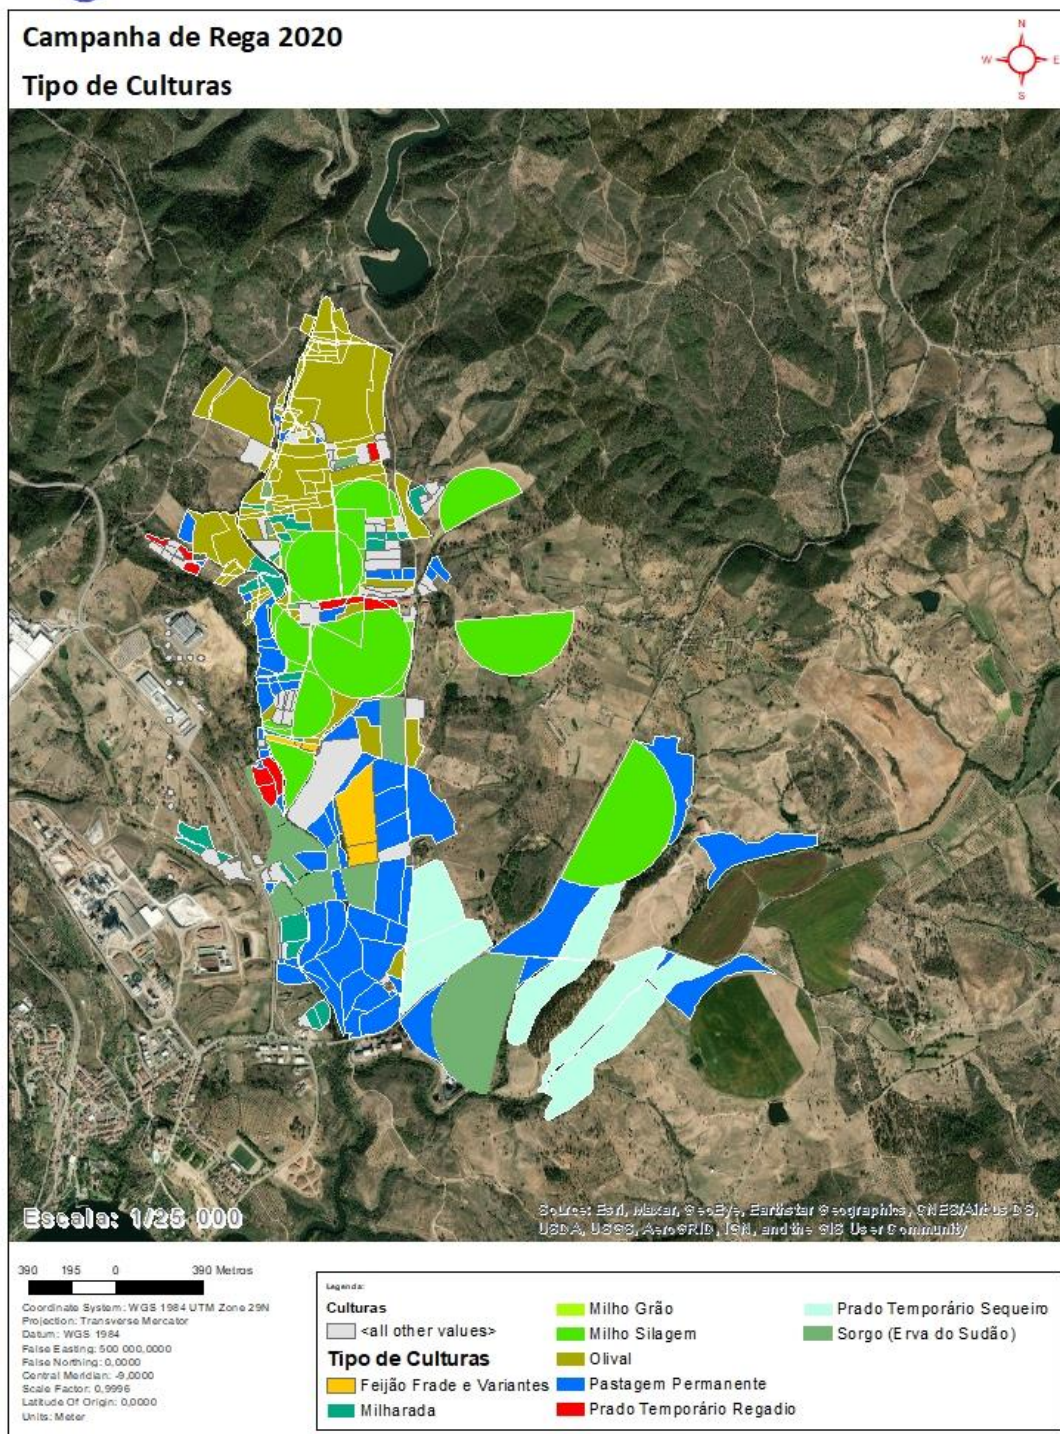 Campanha de Rega 2020
Tipo de Culturas
N
W
E
S
Escala: 1/25 000
Source: Esri, Maxar, GeoEye, Earthstar Geographics, CNES/Airbus DS,
USDA, USGS, AeroGRID, IGN, and the GIS User Community
390 195 0 390 Metros
Coordinate System: WGS 1984 UTM Zone 29N
Projection: Transverse Mercator
Datum: WGS 1984
False Easting: 500 000,0000
False Northing: 0,0000
Central Meridian: -9,0000
Scale Factor: 0,9996
Latitude Of Origin: 0,0000
Units: Meter
Legenda:
Culturas
<all other values>
Tipo de Culturas
Feijão Frade e Variantes
Milharada
Milho Grão
Milho Silagem
Olival
Pastagem Permanente
Prado Temporário Regadio
Prado Temporário Sequeiro
Sorgo (Erva do Sudão)